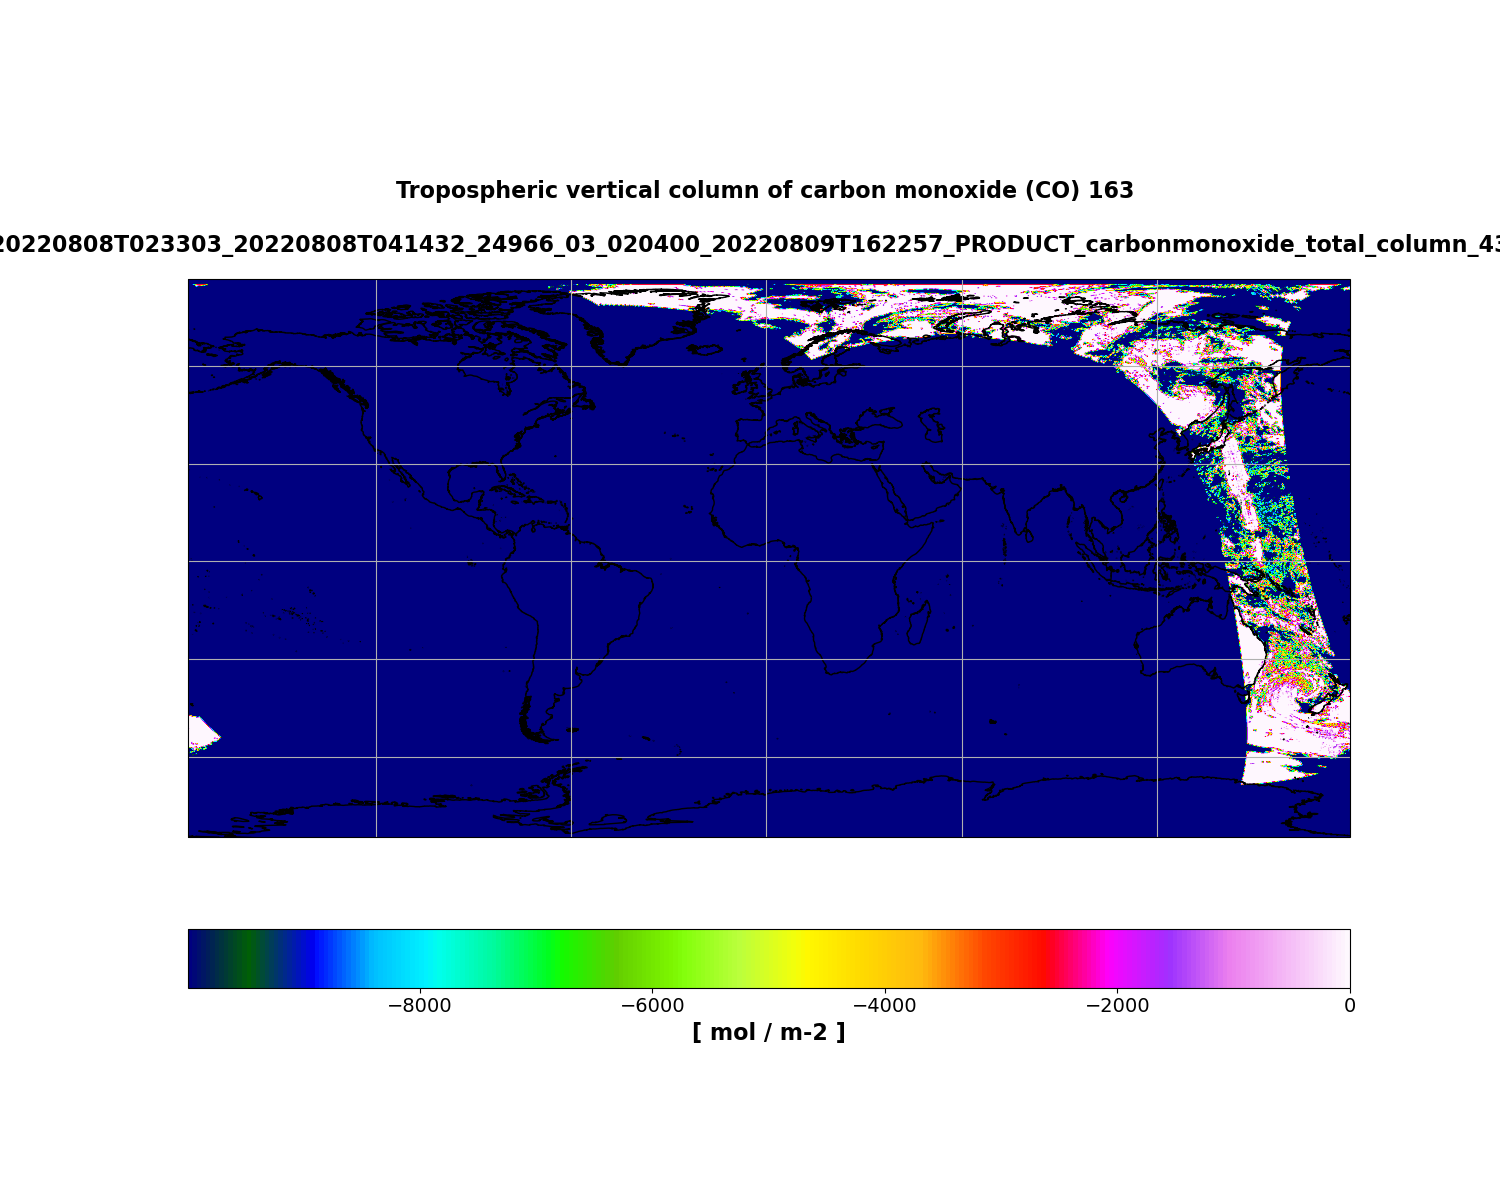 Tropospheric vertical column of carbon monoxide (CO) 163
20220808T023303_20220808T041432_24966_03_020400_20220809T162257_PRODUCT_carbonmonoxide_total_column_43
−8000 −6000 −4000 −2000 0
[ mol / m-2 ]